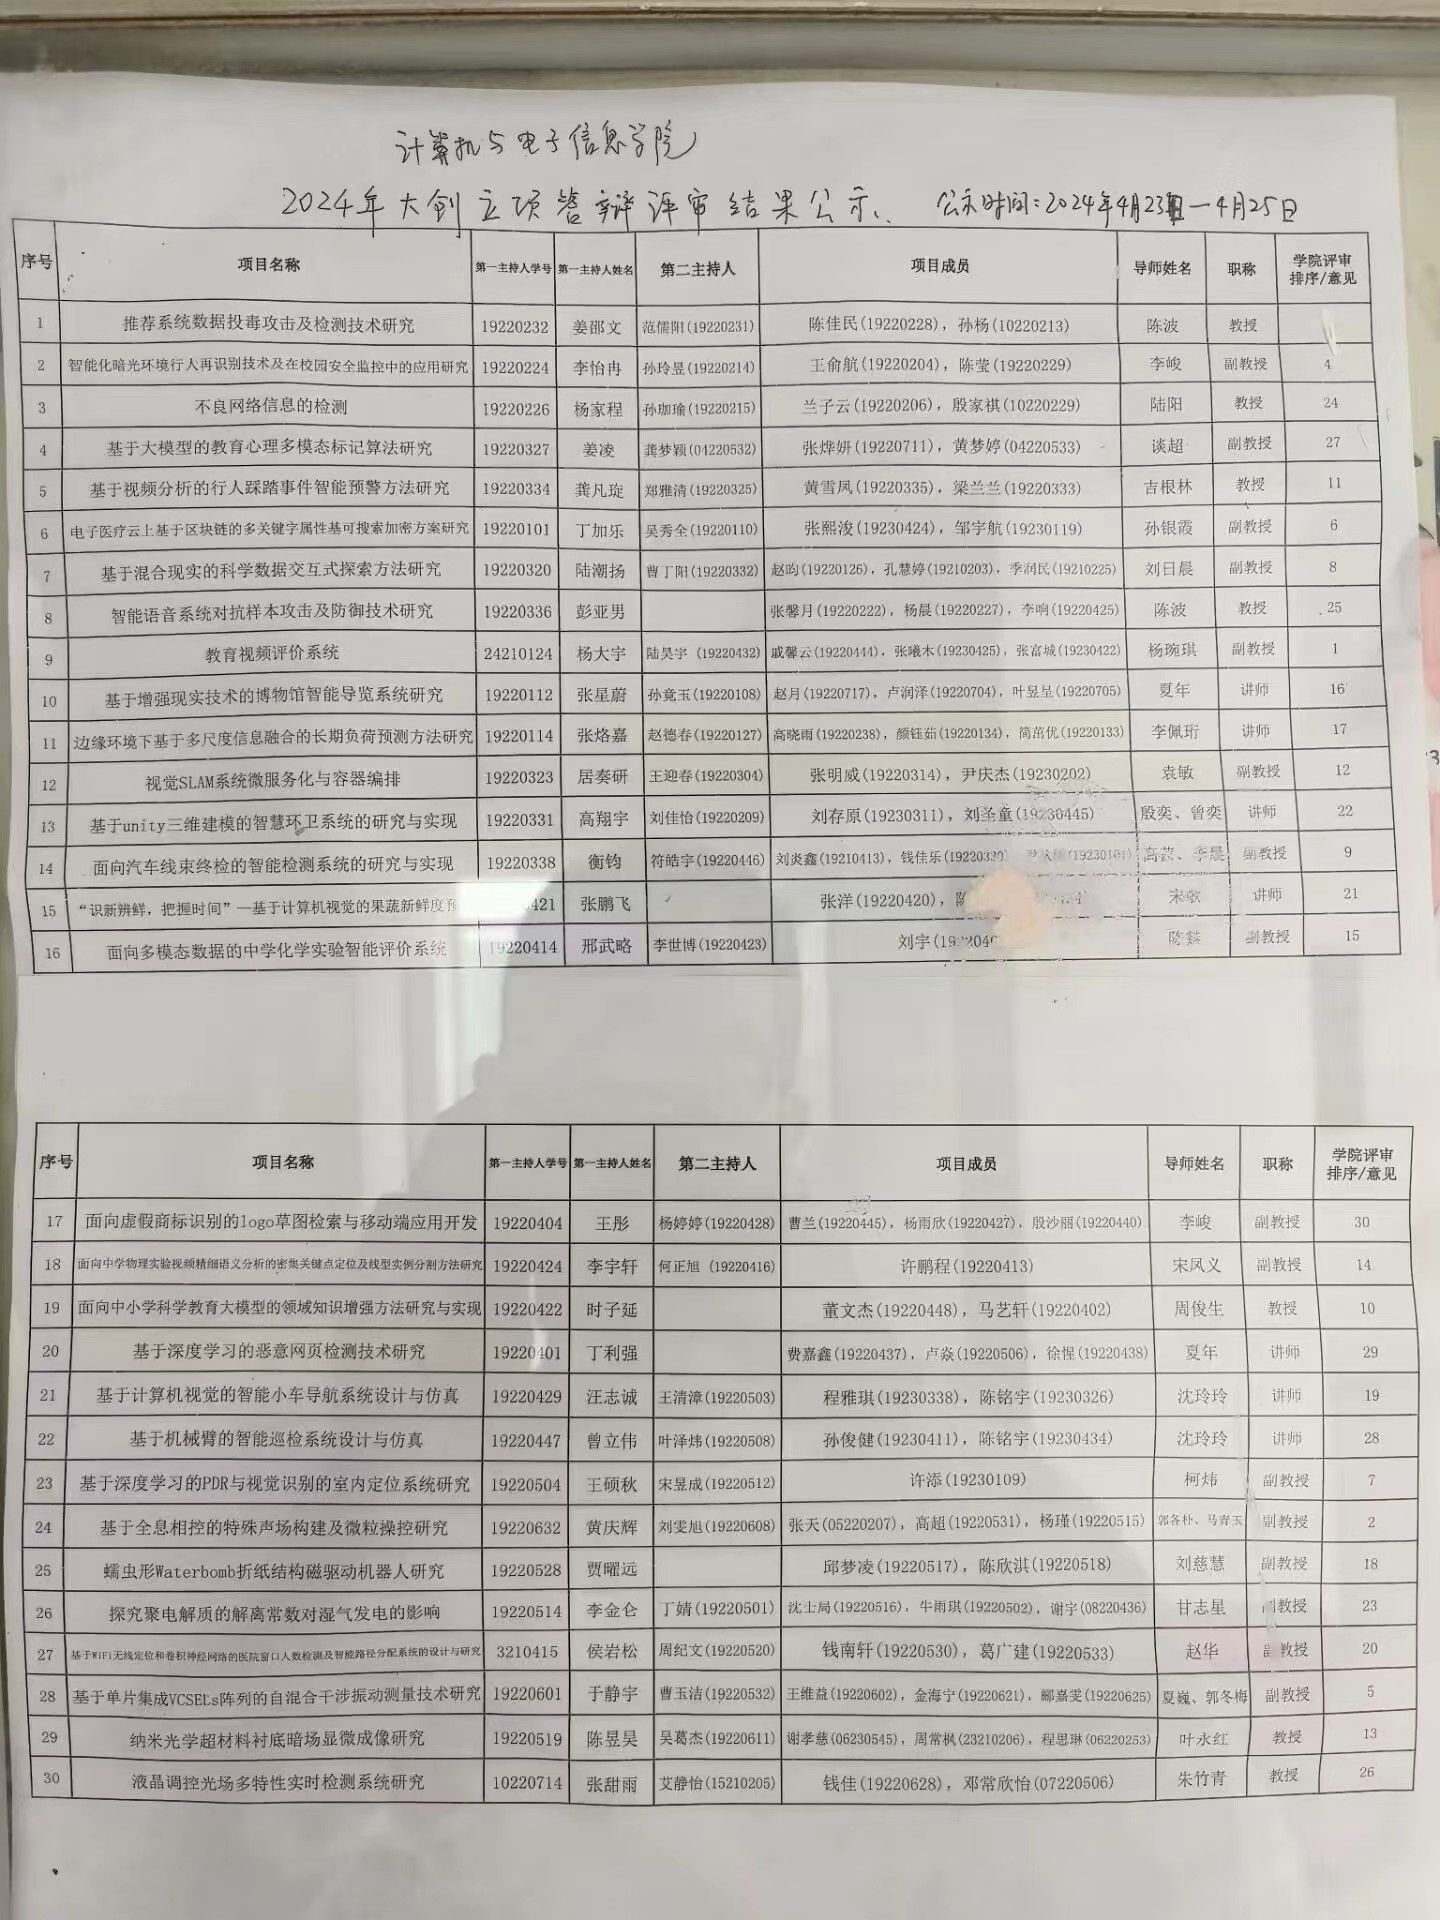 计算机与电子信息学院
2024年大创立项答辩评审结果公示. 公示时间:2024年4月23日—4月25日
序号 项目名称 第一主持人学号 第一主持人姓名 第二主持人 项目成员 导师姓名 职称 学院评审排序/意见
1 推荐系统数据投毒攻击及检测技术研究 19220232 姜邵文 范儒阳(19220231) 陈佳民(19220228), 孙杨(10220213) 陈波 教授
2 智能化暗光环境行人再识别技术及在校园安全监控中的应用研究 19220224 李怡冉 孙玲昱(19220214) 王俞航(19220204), 陈莹(19220229) 李峻 副教授 4
3 不良网络信息的检测 19220226 杨家程 孙珈瑜(19220215) 兰子云(19220206), 殷家祺(10220229) 陆阳 教授 24
4 基于大模型的教育心理多模态标记算法研究 19220327 姜凌 龚梦颖(04220532) 张烨妍(19220711), 黄梦婷(04220533) 谈超 副教授 27
5 基于视频分析的行人踩踏事件智能预警方法研究 19220334 龚凡琁 郑雅清(19220325) 黄雪凤(19220335), 梁兰兰(19220333) 吉根林 教授 11
6 电子医疗云上基于区块链的多关键字属性基可搜索加密方案研究 19220101 丁加乐 吴秀全(19220110) 张熙浚(19230424), 邹宇航(19230119) 孙银霞 副教授 6
7 基于混合现实的科学数据交互式探索方法研究 19220320 陆潮扬 曹丁阳(19220332) 赵昀(19220126), 孔慧婷(19210203), 季润民(19210225) 刘日晨 副教授 8
8 智能语音系统对抗样本攻击及防御技术研究 19220336 彭亚男 张馨月(19220222), 杨晨(19220227), 李响(19220425) 陈波 教授 25
9 教育视频评价系统 24210124 杨大宇 陆昊宇 (19220432) 戚馨云(19220444), 张曦木(19230425), 张富城(19230422) 杨琬琪 副教授 1
10 基于增强现实技术的博物馆智能导览系统研究 19220112 张星蔚 孙竟玉(19220108) 赵月(19220717), 卢润泽(19220704), 叶昱呈(19220705) 夏年 讲师 16
11 边缘环境下基于多尺度信息融合的长期负荷预测方法研究 19220114 张烙嘉 赵德春(19220127) 高晓雨(19220238), 颜钰茹(19220134), 简茁优(19220133) 李佩珩 讲师 17
12 视觉SLAM系统微服务化与容器编排 19220323 居奏研 王迎春(19220304) 张明威(19220314), 尹庆杰(19230202) 袁敏 副教授 12
13 基于unity三维建模的智慧环卫系统的研究与实现 19220331 高翔宇 刘佳怡(19220209) 刘存原(19230311), 刘圣童(19230445) 殷奕、曾奕 讲师 22
14 面向汽车线束终检的智能检测系统的研究与实现 19220338 衡钧 符皓宇(19220446) 刘炎鑫(19210413), 钱佳乐(19220330) 副教授 9
15 “识新辨鲜，把握时间”—基于计算机视觉的果蔬新鲜度预 421 张鹏飞 张洋(19220420), 讲师 21
16 面向多模态数据的中学化学实验智能评价系统 19220414 邢武略 李世博(19220423) 刘宇 副教授 15
序号 项目名称 第一主持人学号 第一主持人姓名 第二主持人 项目成员 导师姓名 职称 学院评审排序/意见
17 面向虚假商标识别的logo草图检索与移动端应用开发 19220404 王彤 杨婷婷(19220428) 曹兰(19220445), 杨雨欣(19220427), 殷沙丽(19220440) 李峻 副教授 30
18 面向中学物理实验视频精细语义分析的密集关键点定位及线型实例分割方法研究 19220424 李宇轩 何正旭 (19220416) 许鹏程(19220413) 宋凤义 副教授 14
19 面向中小学科学教育大模型的领域知识增强方法研究与实现 19220422 时子延 董文杰(19220448), 马艺轩(19220402) 周俊生 教授 10
20 基于深度学习的恶意网页检测技术研究 19220401 丁利强 费嘉鑫(19220437), 卢焱(19220506), 徐惺(19220438) 夏年 讲师 29
21 基于计算机视觉的智能小车导航系统设计与仿真 19220429 汪志诚 王清漳(19220503) 程雅琪(19230338), 陈铭宇(19230326) 沈玲玲 讲师 19
22 基于机械臂的智能巡检系统设计与仿真 19220447 曾立伟 叶泽炜(19220508) 孙俊健(19230411), 陈铭宇(19230434) 沈玲玲 讲师 28
23 基于深度学习的PDR与视觉识别的室内定位系统研究 19220504 王硕秋 宋昱成(19220512) 许添(19230109) 柯炜 副教授 7
24 基于全息相控的特殊声场构建及微粒操控研究 19220632 黄庆辉 刘雯旭(19220608) 张天(05220207), 高超(19220531), 杨瑾(19220515) 副教授 2
25 蠕虫形Waterbomb折纸结构磁驱动机器人研究 19220528 贾曜远 邱梦凌(19220517), 陈欣淇(19220518) 刘慈慧 副教授 18
26 探究聚电解质的解离常数对湿气发电的影响 19220514 李金仑 丁婧(19220501) 沈士局(19220516), 牛雨琪(19220502), 谢宇(08220436) 甘志星 副教授 23
27 基于WiFi无线定位和卷积神经网络的医院窗口人数检测及智能路径分配系统的设计与研究 3210415 侯岩松 周纪文(19220520) 钱南轩(19220530), 葛广建(19220533) 赵华 副教授 20
28 基于单片集成VCSELs阵列的自混合干涉振动测量技术研究 19220601 于静宇 曹玉洁(19220532) 王维益(19220602), 金海宁(19220621), 郦嘉雯(19220625) 夏巍、郭冬梅 副教授 5
29 纳米光学超材料衬底暗场显微成像研究 19220519 陈昱昊 吴葛杰(19220611) 谢孝慈(06230545), 周常枫(23210206), 程思琳(06220253) 叶永红 教授 13
30 液晶调控光场多特性实时检测系统研究 10220714 张甜雨 艾静怡(15210205) 钱佳(19220628), 邓常欣怡(07220506) 朱竹青 教授 26